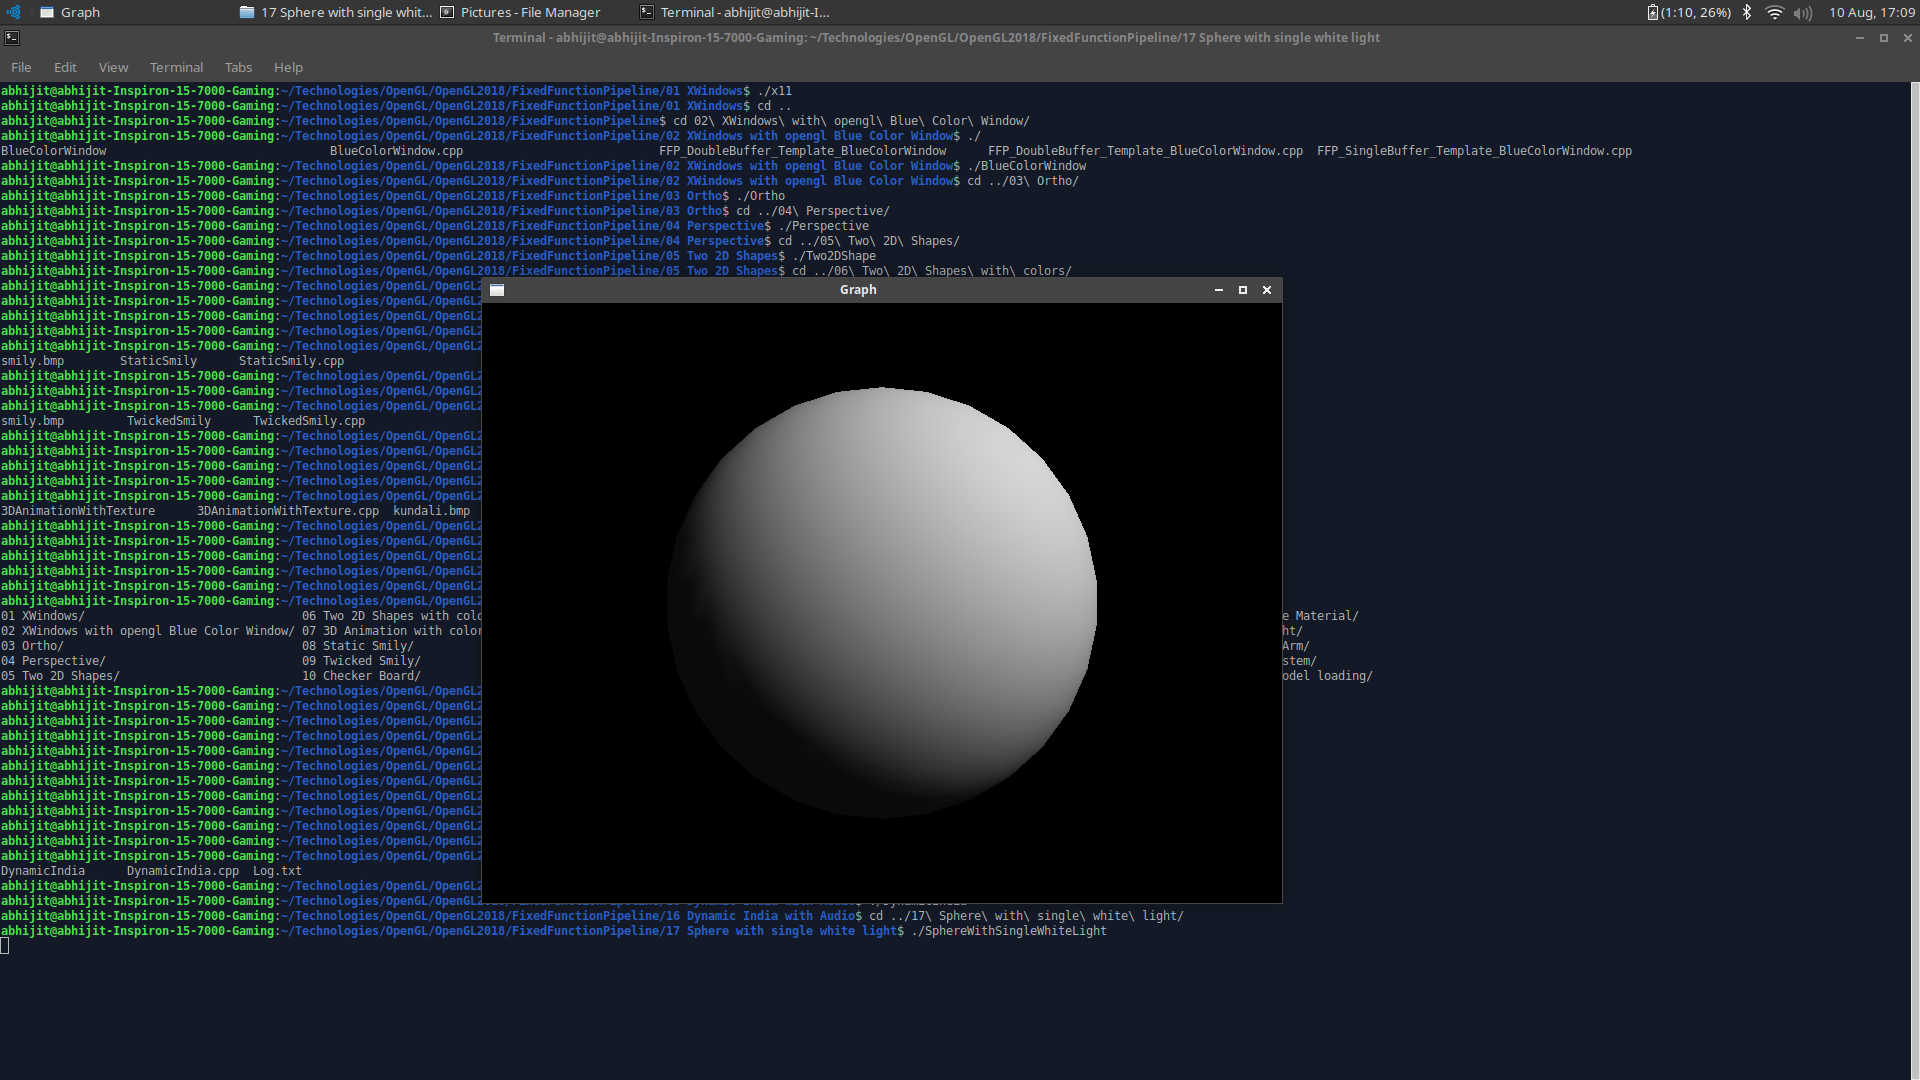 Graph
17 Sphere with single whit...
Pictures - File Manager
Terminal - abhijit@abhijit-I...
(1:10, 26%)
10 Aug, 17:09
Terminal - abhijit@abhijit-Inspiron-15-7000-Gaming: ~/Technologies/OpenGL/OpenGL2018/FixedFunctionPipeline/17 Sphere with single white light
File Edit View Terminal Tabs Help
abhijit@abhijit-Inspiron-15-7000-Gaming:~/Technologies/OpenGL/OpenGL2018/FixedFunctionPipeline/01 XWindows$ ./x11
abhijit@abhijit-Inspiron-15-7000-Gaming:~/Technologies/OpenGL/OpenGL2018/FixedFunctionPipeline/01 XWindows$ cd ..
abhijit@abhijit-Inspiron-15-7000-Gaming:~/Technologies/OpenGL/OpenGL2018/FixedFunctionPipeline$ cd 02\ XWindows\ with\ opengl\ Blue\ Color\ Window/
abhijit@abhijit-Inspiron-15-7000-Gaming:~/Technologies/OpenGL/OpenGL2018/FixedFunctionPipeline/02 XWindows with opengl Blue Color Window$ ./
BlueColorWindow BlueColorWindow.cpp FFP_DoubleBuffer_Template_BlueColorWindow FFP_DoubleBuffer_Template_BlueColorWindow.cpp FFP_SingleBuffer_Template_BlueColorWindow.cpp
abhijit@abhijit-Inspiron-15-7000-Gaming:~/Technologies/OpenGL/OpenGL2018/FixedFunctionPipeline/02 XWindows with opengl Blue Color Window$ ./BlueColorWindow
abhijit@abhijit-Inspiron-15-7000-Gaming:~/Technologies/OpenGL/OpenGL2018/FixedFunctionPipeline/02 XWindows with opengl Blue Color Window$ cd ../03\ Ortho/
abhijit@abhijit-Inspiron-15-7000-Gaming:~/Technologies/OpenGL/OpenGL2018/FixedFunctionPipeline/03 Ortho$ ./Ortho
abhijit@abhijit-Inspiron-15-7000-Gaming:~/Technologies/OpenGL/OpenGL2018/FixedFunctionPipeline/03 Ortho$ cd ../04\ Perspective/
abhijit@abhijit-Inspiron-15-7000-Gaming:~/Technologies/OpenGL/OpenGL2018/FixedFunctionPipeline/04 Perspective$ ./Perspective
abhijit@abhijit-Inspiron-15-7000-Gaming:~/Technologies/OpenGL/OpenGL2018/FixedFunctionPipeline/04 Perspective$ cd ../05\ Two\ 2D\ Shapes/
abhijit@abhijit-Inspiron-15-7000-Gaming:~/Technologies/OpenGL/OpenGL2018/FixedFunctionPipeline/05 Two 2D Shapes$ ./Two2DShape
abhijit@abhijit-Inspiron-15-7000-Gaming:~/Technologies/OpenGL/OpenGL2018/FixedFunctionPipeline/05 Two 2D Shapes$ cd ../06\ Two\ 2D\ Shapes\ with\ colors/
Graph
abhijit@abhijit-Inspiron-15-7000-Gaming:~/Technologies/OpenGL/OpenGL2
abhijit@abhijit-Inspiron-15-7000-Gaming:~/Technologies/OpenGL/OpenGL2
abhijit@abhijit-Inspiron-15-7000-Gaming:~/Technologies/OpenGL/OpenGL2
abhijit@abhijit-Inspiron-15-7000-Gaming:~/Technologies/OpenGL/OpenGL2
abhijit@abhijit-Inspiron-15-7000-Gaming:~/Technologies/OpenGL/OpenGL2
smily.bmp StaticSmily StaticSmily.cpp
abhijit@abhijit-Inspiron-15-7000-Gaming:~/Technologies/OpenGL/OpenGL2
abhijit@abhijit-Inspiron-15-7000-Gaming:~/Technologies/OpenGL/OpenGL2
abhijit@abhijit-Inspiron-15-7000-Gaming:~/Technologies/OpenGL/OpenGL2
smily.bmp TwickedSmily TwickedSmily.cpp
abhijit@abhijit-Inspiron-15-7000-Gaming:~/Technologies/OpenGL/OpenGL2
abhijit@abhijit-Inspiron-15-7000-Gaming:~/Technologies/OpenGL/OpenGL2
abhijit@abhijit-Inspiron-15-7000-Gaming:~/Technologies/OpenGL/OpenGL2
abhijit@abhijit-Inspiron-15-7000-Gaming:~/Technologies/OpenGL/OpenGL2
abhijit@abhijit-Inspiron-15-7000-Gaming:~/Technologies/OpenGL/OpenGL2
3DAnimationWithTexture 3DAnimationWithTexture.cpp kundali.bmp
abhijit@abhijit-Inspiron-15-7000-Gaming:~/Technologies/OpenGL/OpenGL2
abhijit@abhijit-Inspiron-15-7000-Gaming:~/Technologies/OpenGL/OpenGL2
abhijit@abhijit-Inspiron-15-7000-Gaming:~/Technologies/OpenGL/OpenGL2
abhijit@abhijit-Inspiron-15-7000-Gaming:~/Technologies/OpenGL/OpenGL2
abhijit@abhijit-Inspiron-15-7000-Gaming:~/Technologies/OpenGL/OpenGL2
abhijit@abhijit-Inspiron-15-7000-Gaming:~/Technologies/OpenGL/OpenGL2
01 XWindows/ 06 Two 2D Shapes with colo e Material/
02 XWindows with opengl Blue Color Window/ 07 3D Animation with color ht/
03 Ortho/ 08 Static Smily/ Arm/
04 Perspective/ 09 Twicked Smily/ stem/
05 Two 2D Shapes/ 10 Checker Board/ odel loading/
abhijit@abhijit-Inspiron-15-7000-Gaming:~/Technologies/OpenGL/OpenGL2
abhijit@abhijit-Inspiron-15-7000-Gaming:~/Technologies/OpenGL/OpenGL2
abhijit@abhijit-Inspiron-15-7000-Gaming:~/Technologies/OpenGL/OpenGL2
abhijit@abhijit-Inspiron-15-7000-Gaming:~/Technologies/OpenGL/OpenGL2
abhijit@abhijit-Inspiron-15-7000-Gaming:~/Technologies/OpenGL/OpenGL2
abhijit@abhijit-Inspiron-15-7000-Gaming:~/Technologies/OpenGL/OpenGL2
abhijit@abhijit-Inspiron-15-7000-Gaming:~/Technologies/OpenGL/OpenGL2
abhijit@abhijit-Inspiron-15-7000-Gaming:~/Technologies/OpenGL/OpenGL2
abhijit@abhijit-Inspiron-15-7000-Gaming:~/Technologies/OpenGL/OpenGL2
abhijit@abhijit-Inspiron-15-7000-Gaming:~/Technologies/OpenGL/OpenGL2
abhijit@abhijit-Inspiron-15-7000-Gaming:~/Technologies/OpenGL/OpenGL2
abhijit@abhijit-Inspiron-15-7000-Gaming:~/Technologies/OpenGL/OpenGL2
DynamicIndia DynamicIndia.cpp Log.txt
abhijit@abhijit-Inspiron-15-7000-Gaming:~/Technologies/OpenGL/OpenGL2
abhijit@abhijit-Inspiron-15-7000-Gaming:~/Technologies/OpenGL/OpenGL2
abhijit@abhijit-Inspiron-15-7000-Gaming:~/Technologies/OpenGL/OpenGL2018/FixedFunctionPipeline/16 Dynamic India with Audio$ cd ../17\ Sphere\ with\ single\ white\ light/
abhijit@abhijit-Inspiron-15-7000-Gaming:~/Technologies/OpenGL/OpenGL2018/FixedFunctionPipeline/17 Sphere with single white light$ ./SphereWithSingleWhiteLight